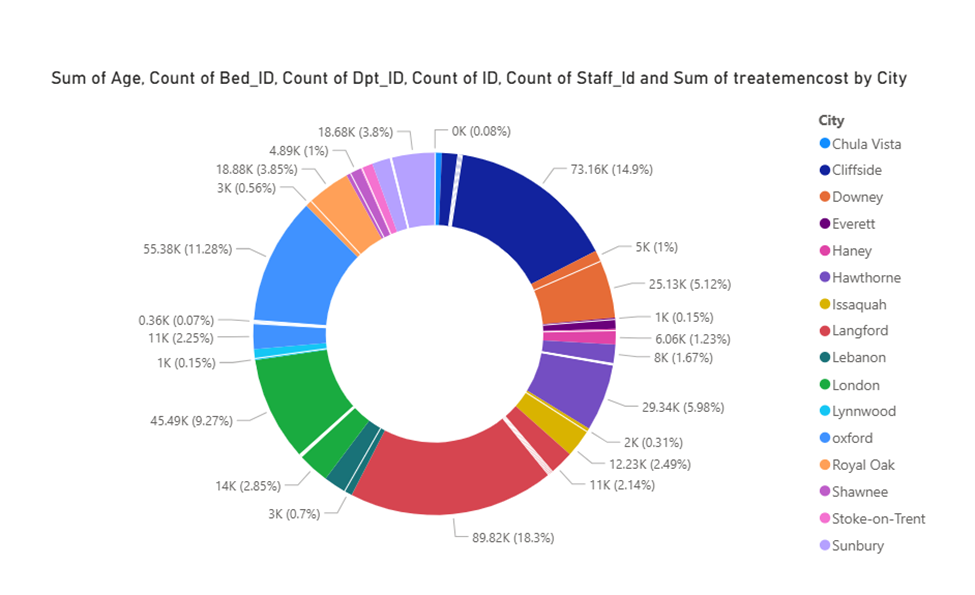 Sum of Age, Count of Bed_ID, Count of Dpt_ID, Count of ID, Count of Staff_Id and Sum of treatemencost by City
18.68K (3.8%)
0K (0.08%)
4.89K (1%)
18.88K (3.85%)
3K (0.56%)
73.16K (14.9%)
55.38K (11.28%)
5K (1%)
25.13K (5.12%)
0.36K (0.07%)
1K (0.15%)
11K (2.25%)
6.06K (1.23%)
1K (0.15%)
8K (1.67%)
45.49K (9.27%)
29.34K (5.98%)
2K (0.31%)
12.23K (2.49%)
14K (2.85%)
11K (2.14%)
3K (0.7%)
89.82K (18.3%)
City
Chula Vista
Cliffside
Downey
Everett
Haney
Hawthorne
Issaquah
Langford
Lebanon
London
Lynnwood
oxford
Royal Oak
Shawnee
Stoke-on-Trent
Sunbury